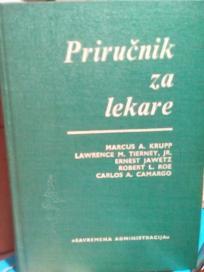 Priručnik
za
lekare
MARCUS A. KRUPP
LAWRENCE M. TIERNEY, JR.
ERNEST JAWETZ
ROBERT L. ROE
CARLOS A. CAMARGO
»SAVREMENA ADMINISTRACIJA«